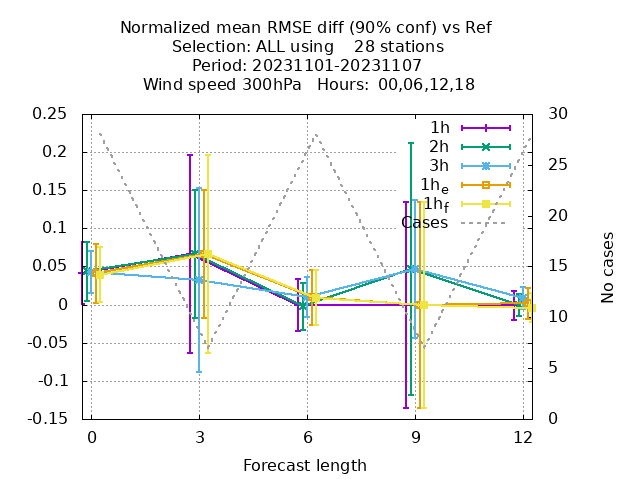 Normalized mean RMSE diff (90% conf) vs Ref
Selection: ALL using    28 stations
Period: 20231101-20231107
Wind speed 300hPa   Hours: 00,06,12,18
0.25
0.2
0.15
0.1
0.05
0
-0.05
-0.1
-0.15
30
25
20
15
10
5
0
1h
2h
3h
1he
1hf
Cases
No cases
0 3 6 9 12
Forecast length